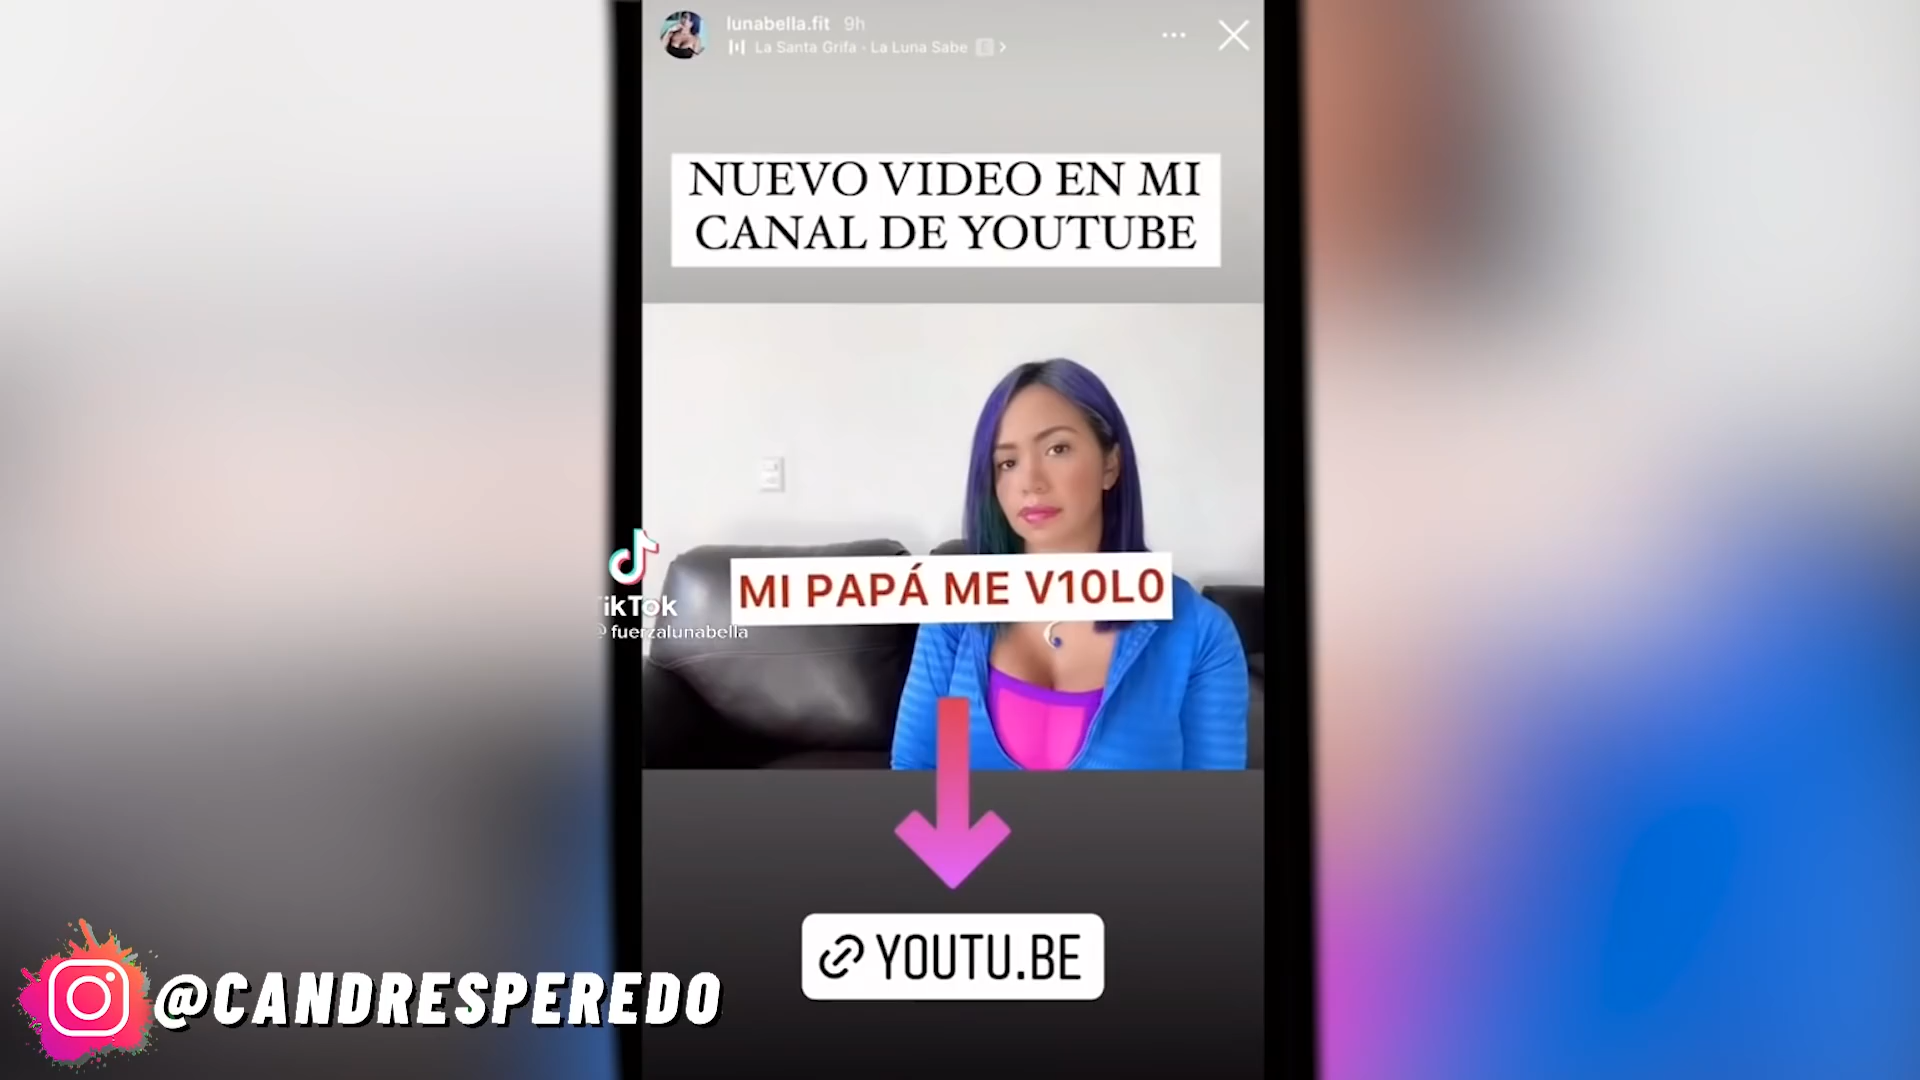 lunabella.fit 9h
La Santa Grifa · La Luna Sabe E >
NUEVO VIDEO EN MI
CANAL DE YOUTUBE
MI PAPÁ ME V10L0
ikTok
@ fuerzalunabella
YOUTU.BE
@CANDRESPEREDO